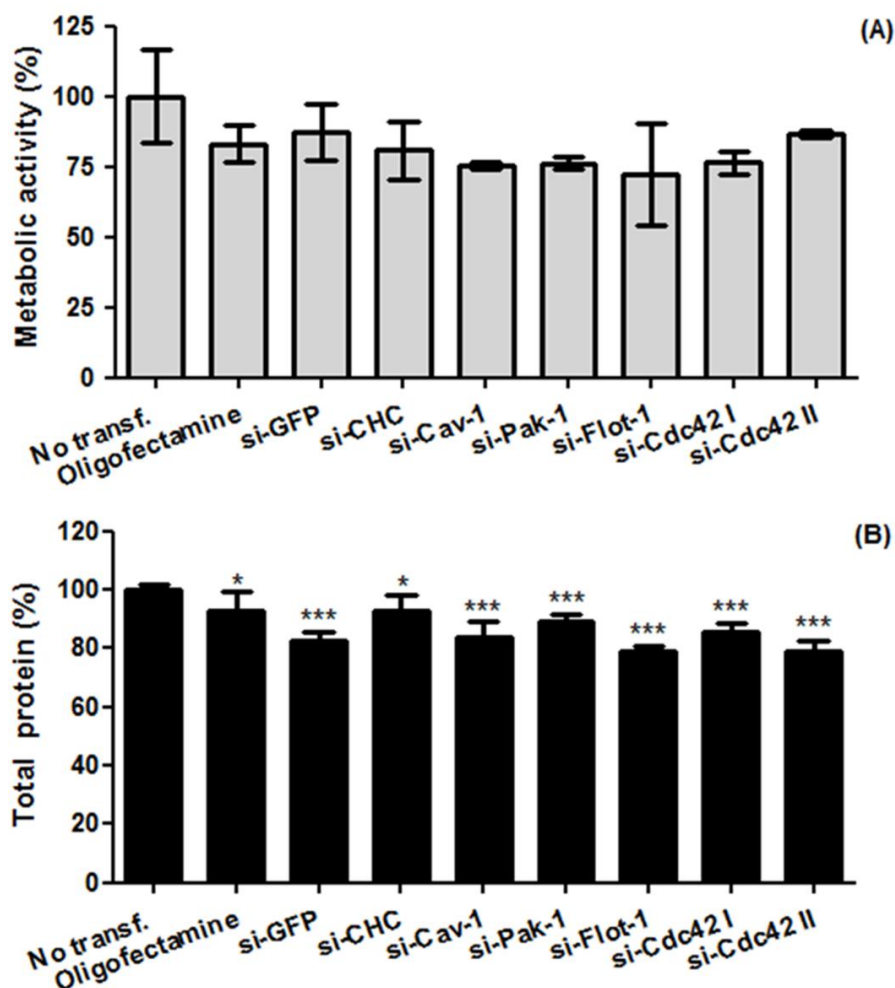 (A)
Metabolic activity (%)
125
100
75
50
25
0
No transf.
Oligofectamine
si-GFP
si-CHC
si-Cav-1
si-Pak-1
si-Flot-1
si-Cdc42 I
si-Cdc42 II
(B)
Total protein (%)
120
100
80
60
40
20
0
* *** * *** *** *** *** ***
No transf.
Oligofectamine
si-GFP
si-CHC
si-Cav-1
si-Pak-1
si-Flot-1
si-Cdc42 I
si-Cdc42 II